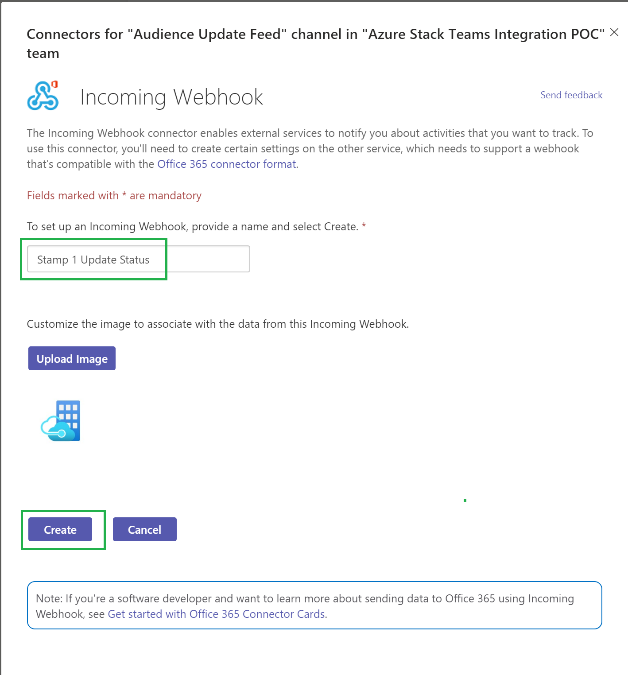 Connectors for "Audience Update Feed" channel in "Azure Stack Teams Integration POC"
team
Incoming Webhook
Send feedback
The Incoming Webhook connector enables external services to notify you about activities that you want to track. To
use this connector, you'll need to create certain settings on the other service, which needs to support a webhook
that's compatible with the Office 365 connector format.
Fields marked with * are mandatory
To set up an Incoming Webhook, provide a name and select Create. *
Stamp 1 Update Status
Customize the image to associate with the data from this Incoming Webhook.
Upload Image
Create
Cancel
Note: If you're a software developer and want to learn more about sending data to Office 365 using Incoming
Webhook, see Get started with Office 365 Connector Cards.